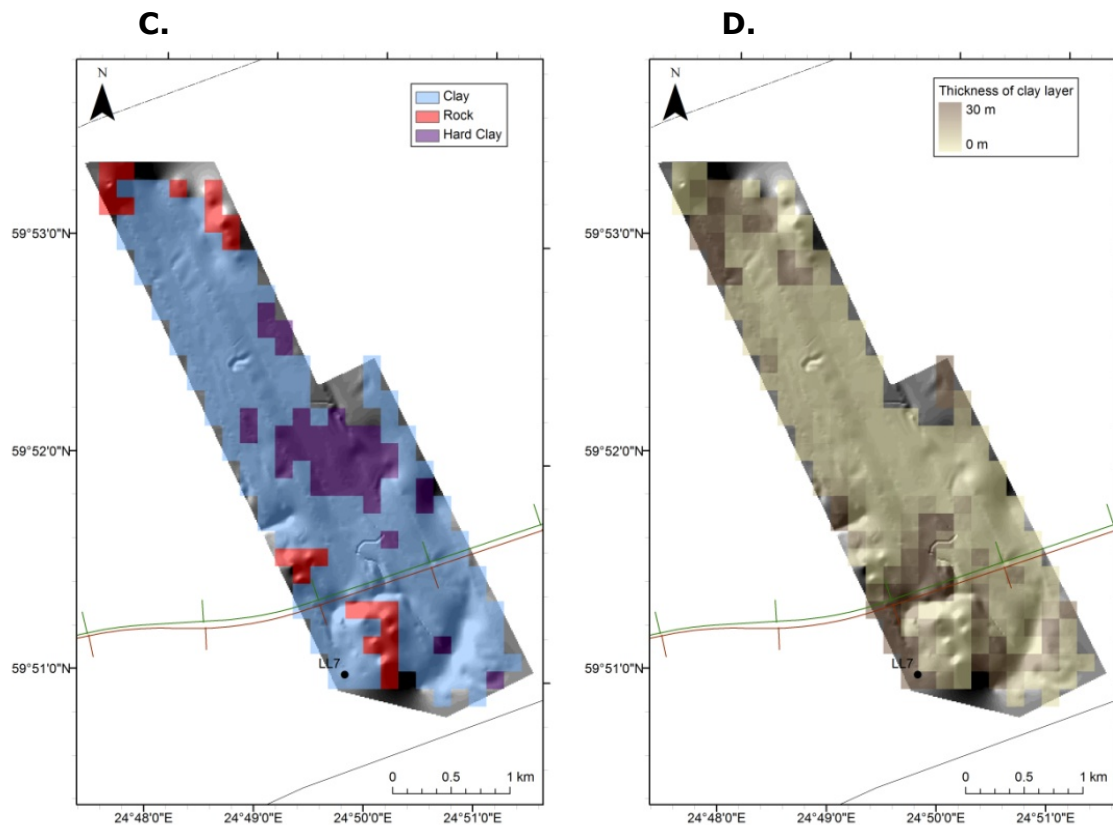 C.
N
Clay
Rock
Hard Clay
59°53'0"N
59°52'0"N
59°51'0"N
LL7
0 0.5 1 km
24°48'0"E 24°49'0"E 24°50'0"E 24°51'0"E
D.
N
Thickness of clay layer
30 m
0 m
59°53'0"N
59°52'0"N
59°51'0"N
LL7
0 0.5 1 km
24°48'0"E 24°49'0"E 24°50'0"E 24°51'0"E